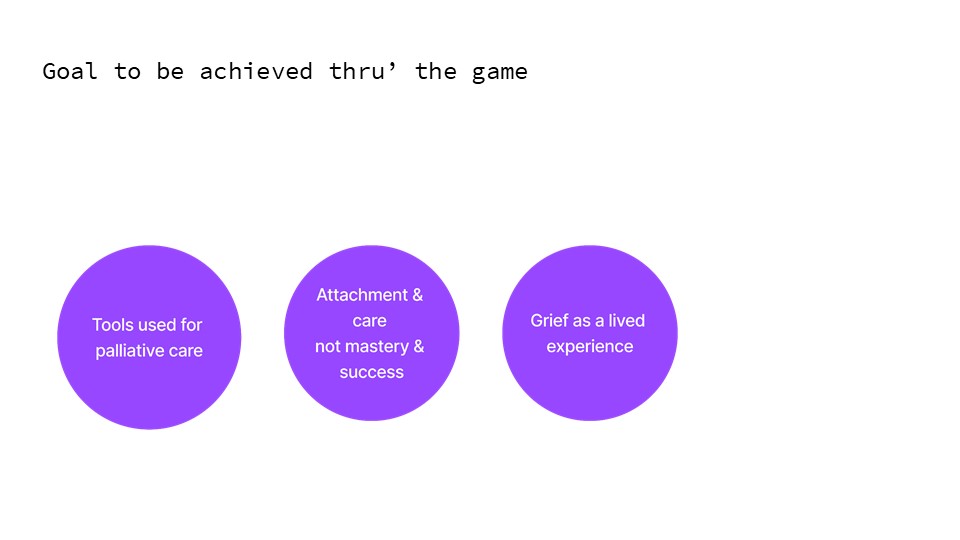 Goal to be achieved thru’ the game
Tools used for
palliative care
Attachment &
care
not mastery &
success
Grief as a lived
experience